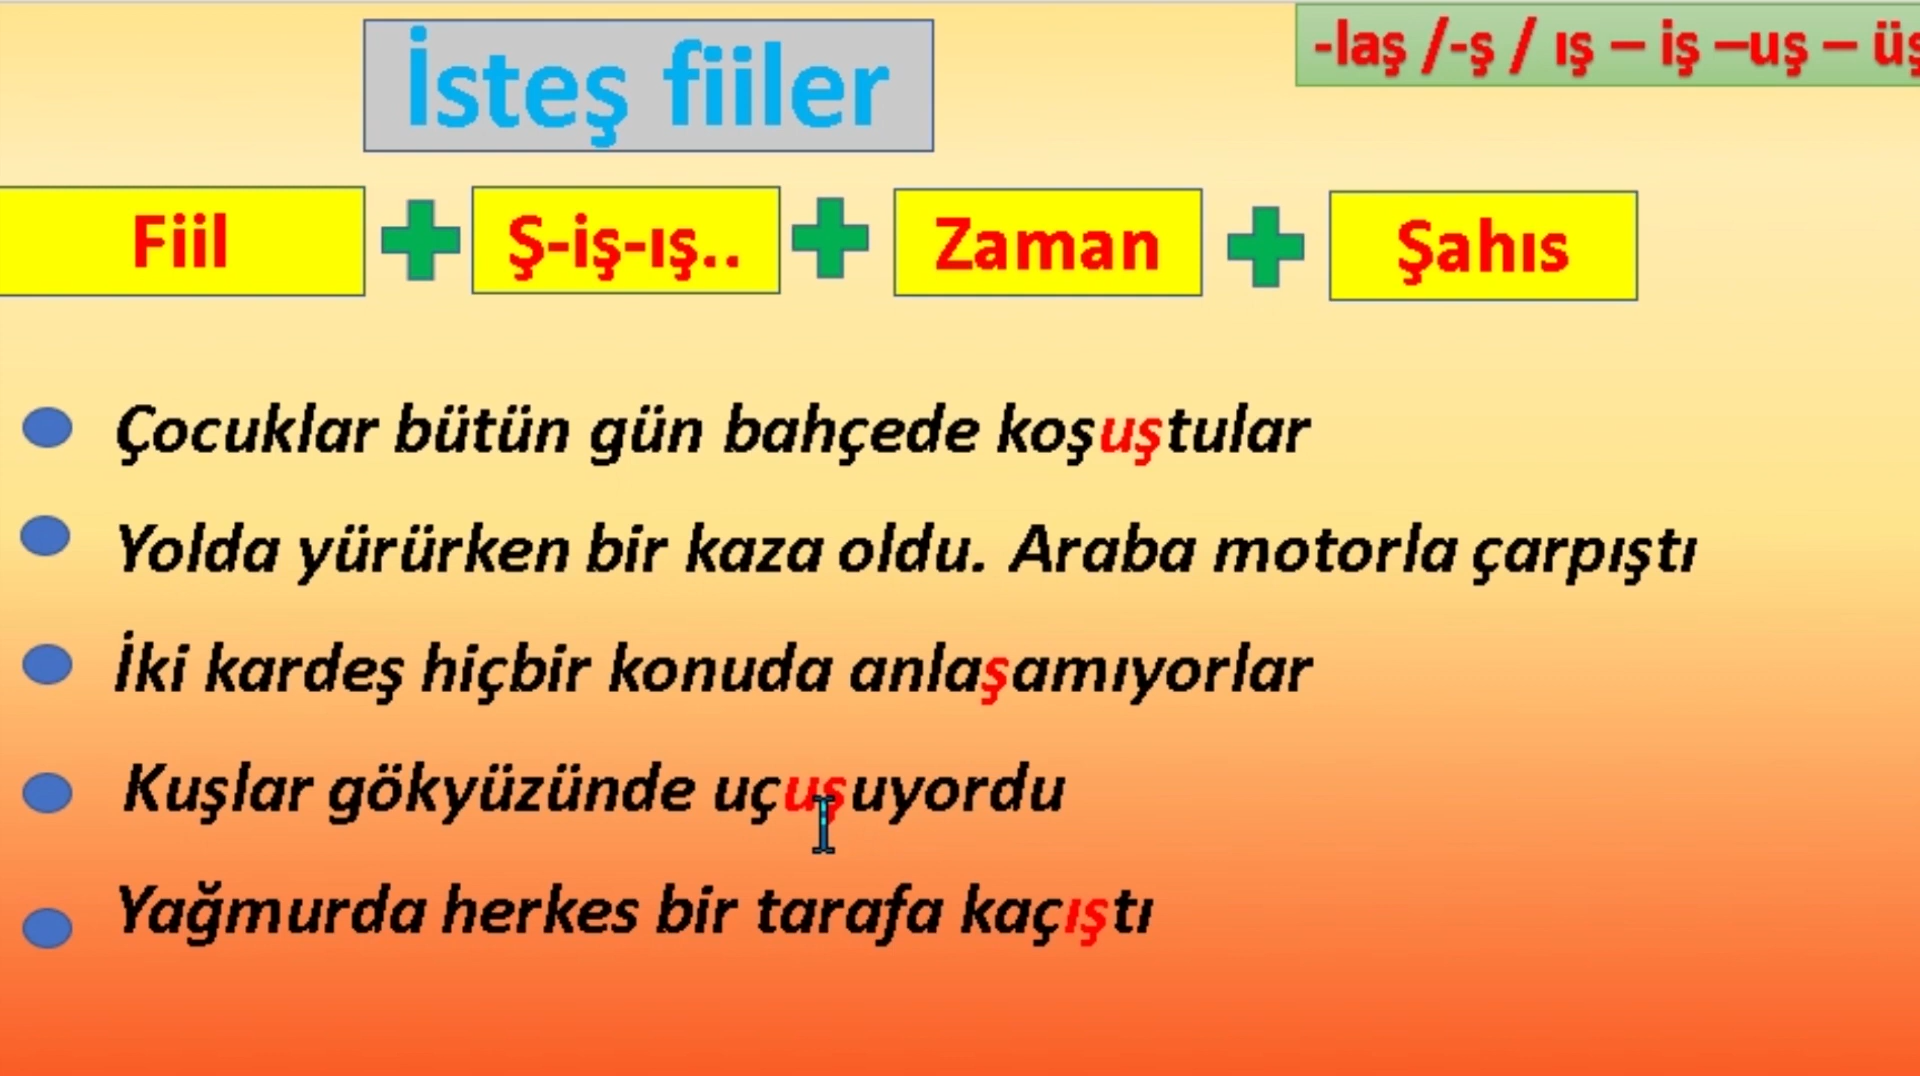 İsteş fiiler
-laş /-ş / ış – iş –uş – üş
Fiil + Ş-iş-ış.. + Zaman + Şahıs
Çocuklar bütün gün bahçede koşuştular
Yolda yürürken bir kaza oldu. Araba motorla çarpıştı
İki kardeş hiçbir konuda anlaşamıyorlar
Kuşlar gökyüzünde uçuşuyordu
Yağmurda herkes bir tarafa kaçıştı